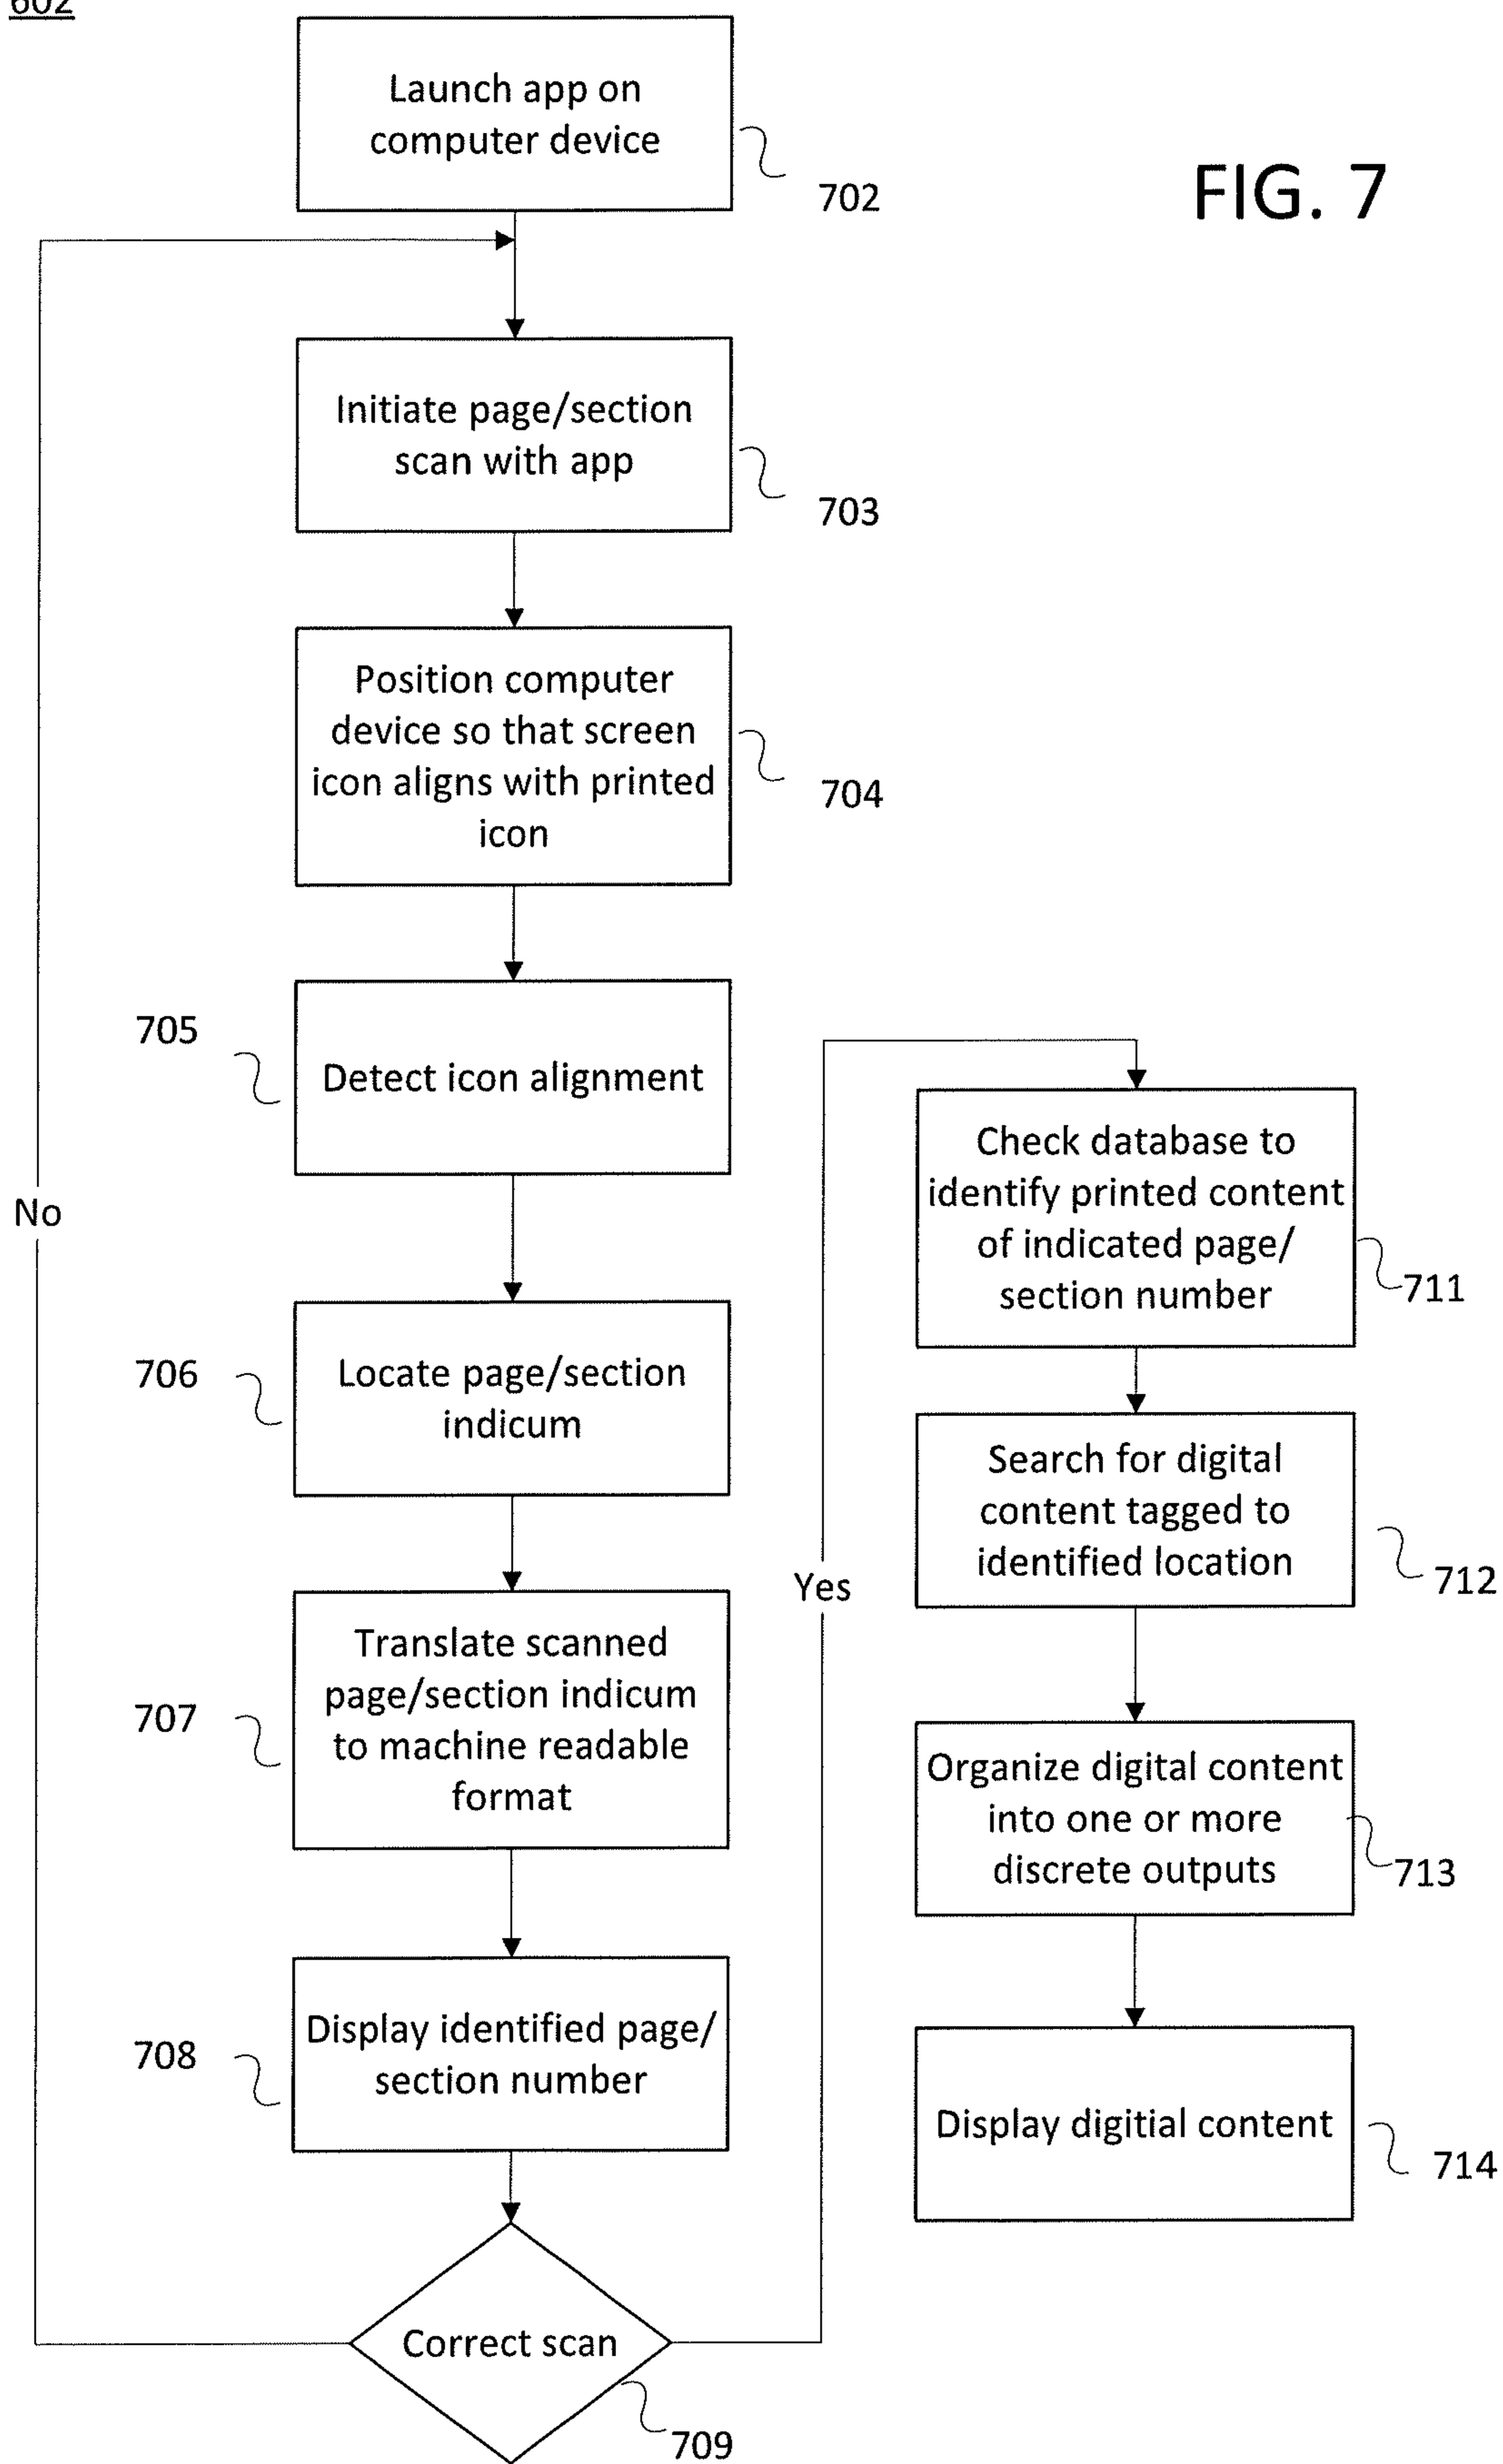 602
Launch app on
computer device
702
FIG. 7
Initiate page/section
scan with app
703
Position computer
device so that screen
icon aligns with printed
icon
704
705
Detect icon alignment
706
Locate page/section
indicum
707
Translate scanned
page/section indicum
to machine readable
format
708
Display identified page/
section number
Correct scan
709
No
Yes
Check database to
identify printed content
of indicated page/
section number
711
Search for digital
content tagged to
identified location
712
Organize digital content
into one or more
discrete outputs
713
Display digitial content
714